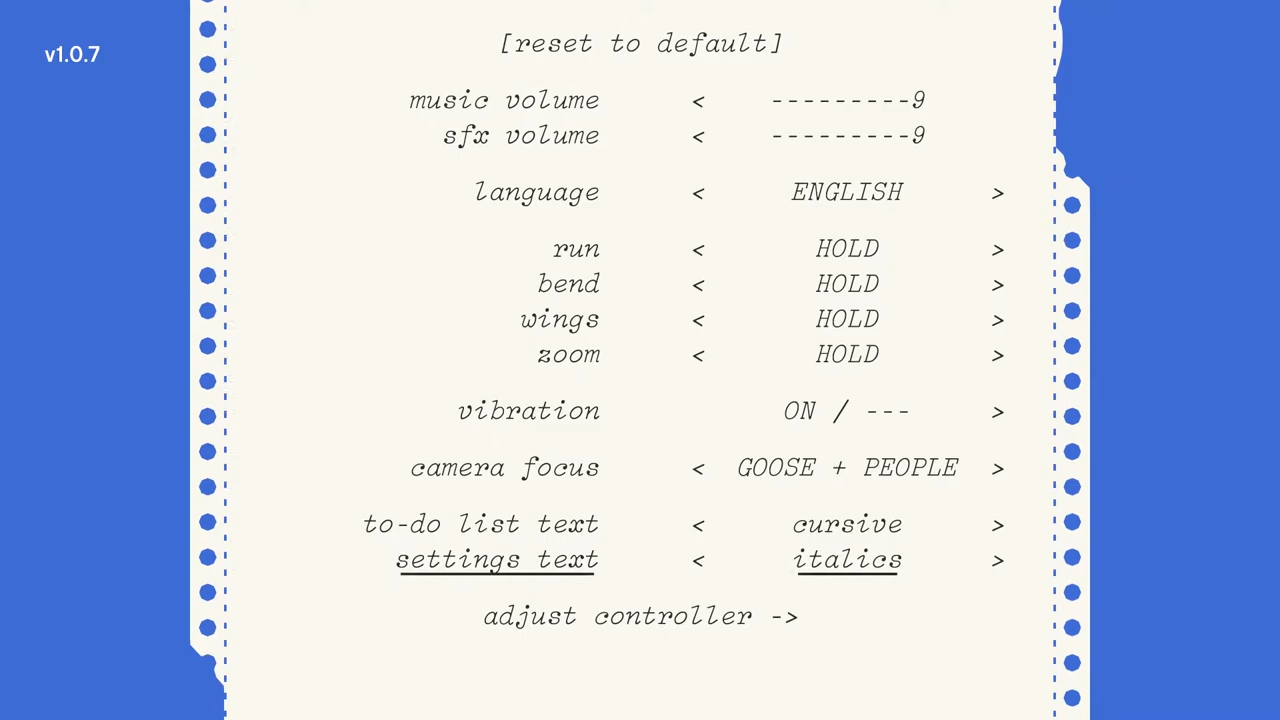 v1.0.7
[reset to default]
music volume < ---------9
sfx volume < ---------9
language < ENGLISH >
run < HOLD >
bend < HOLD >
wings < HOLD >
zoom < HOLD >
vibration ON / --- >
camera focus < GOOSE + PEOPLE >
to-do list text < cursive >
settings text < italics >
adjust controller ->